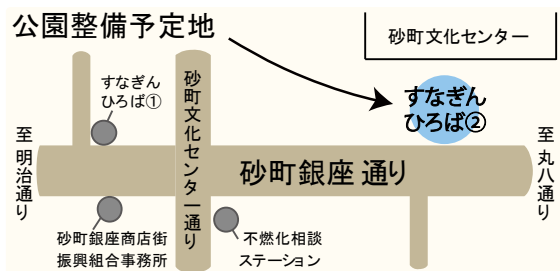 公園整備予定地
砂町文化センター
すなぎん
ひろば①
砂町文化センター通り
すなぎん
ひろば②
至明治通り
至丸八通り
砂町銀座通り
砂町銀座商店街
振興組合事務所
不燃化相談
ステーション